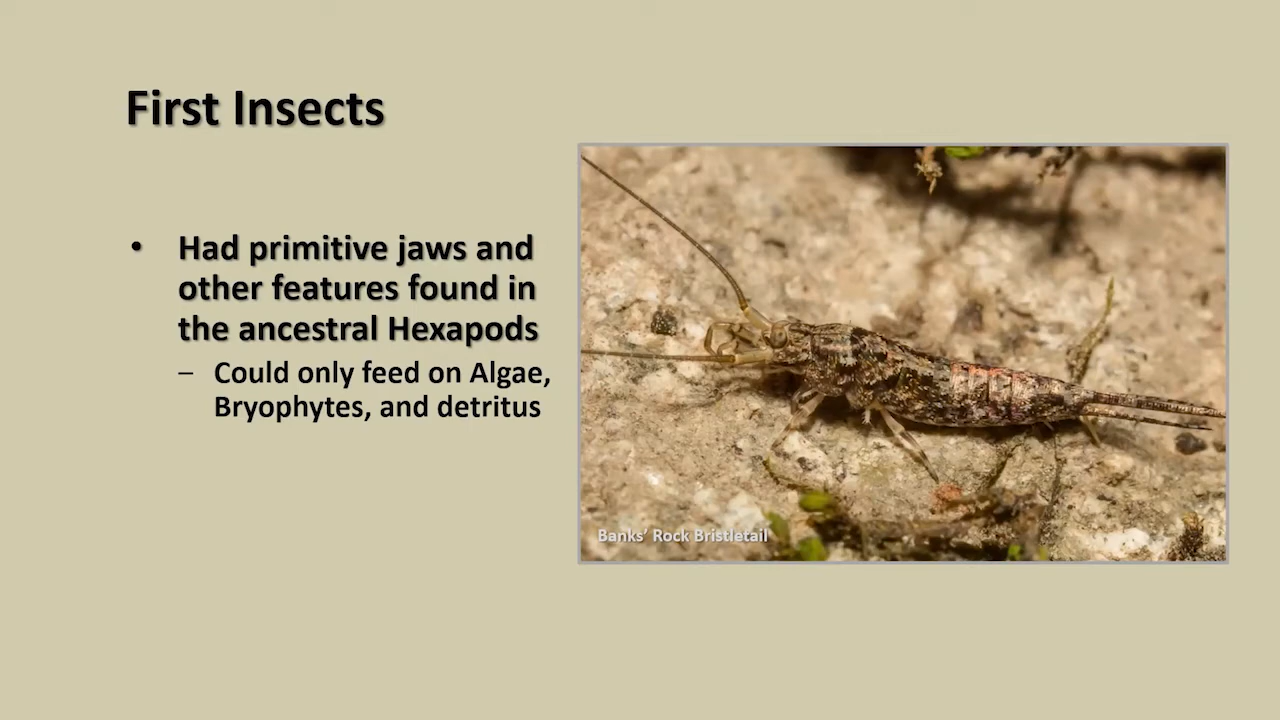 First Insects
• Had primitive jaws and
other features found in
the ancestral Hexapods
– Could only feed on Algae,
Bryophytes, and detritus
Banks’ Rock Bristletail